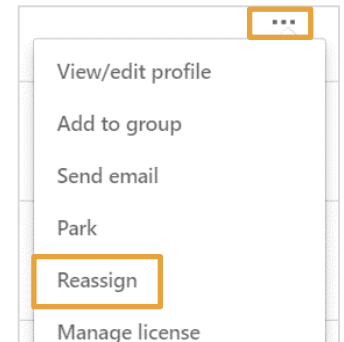 ...
View/edit profile
Add to group
Send email
Park
Reassign
Manage license